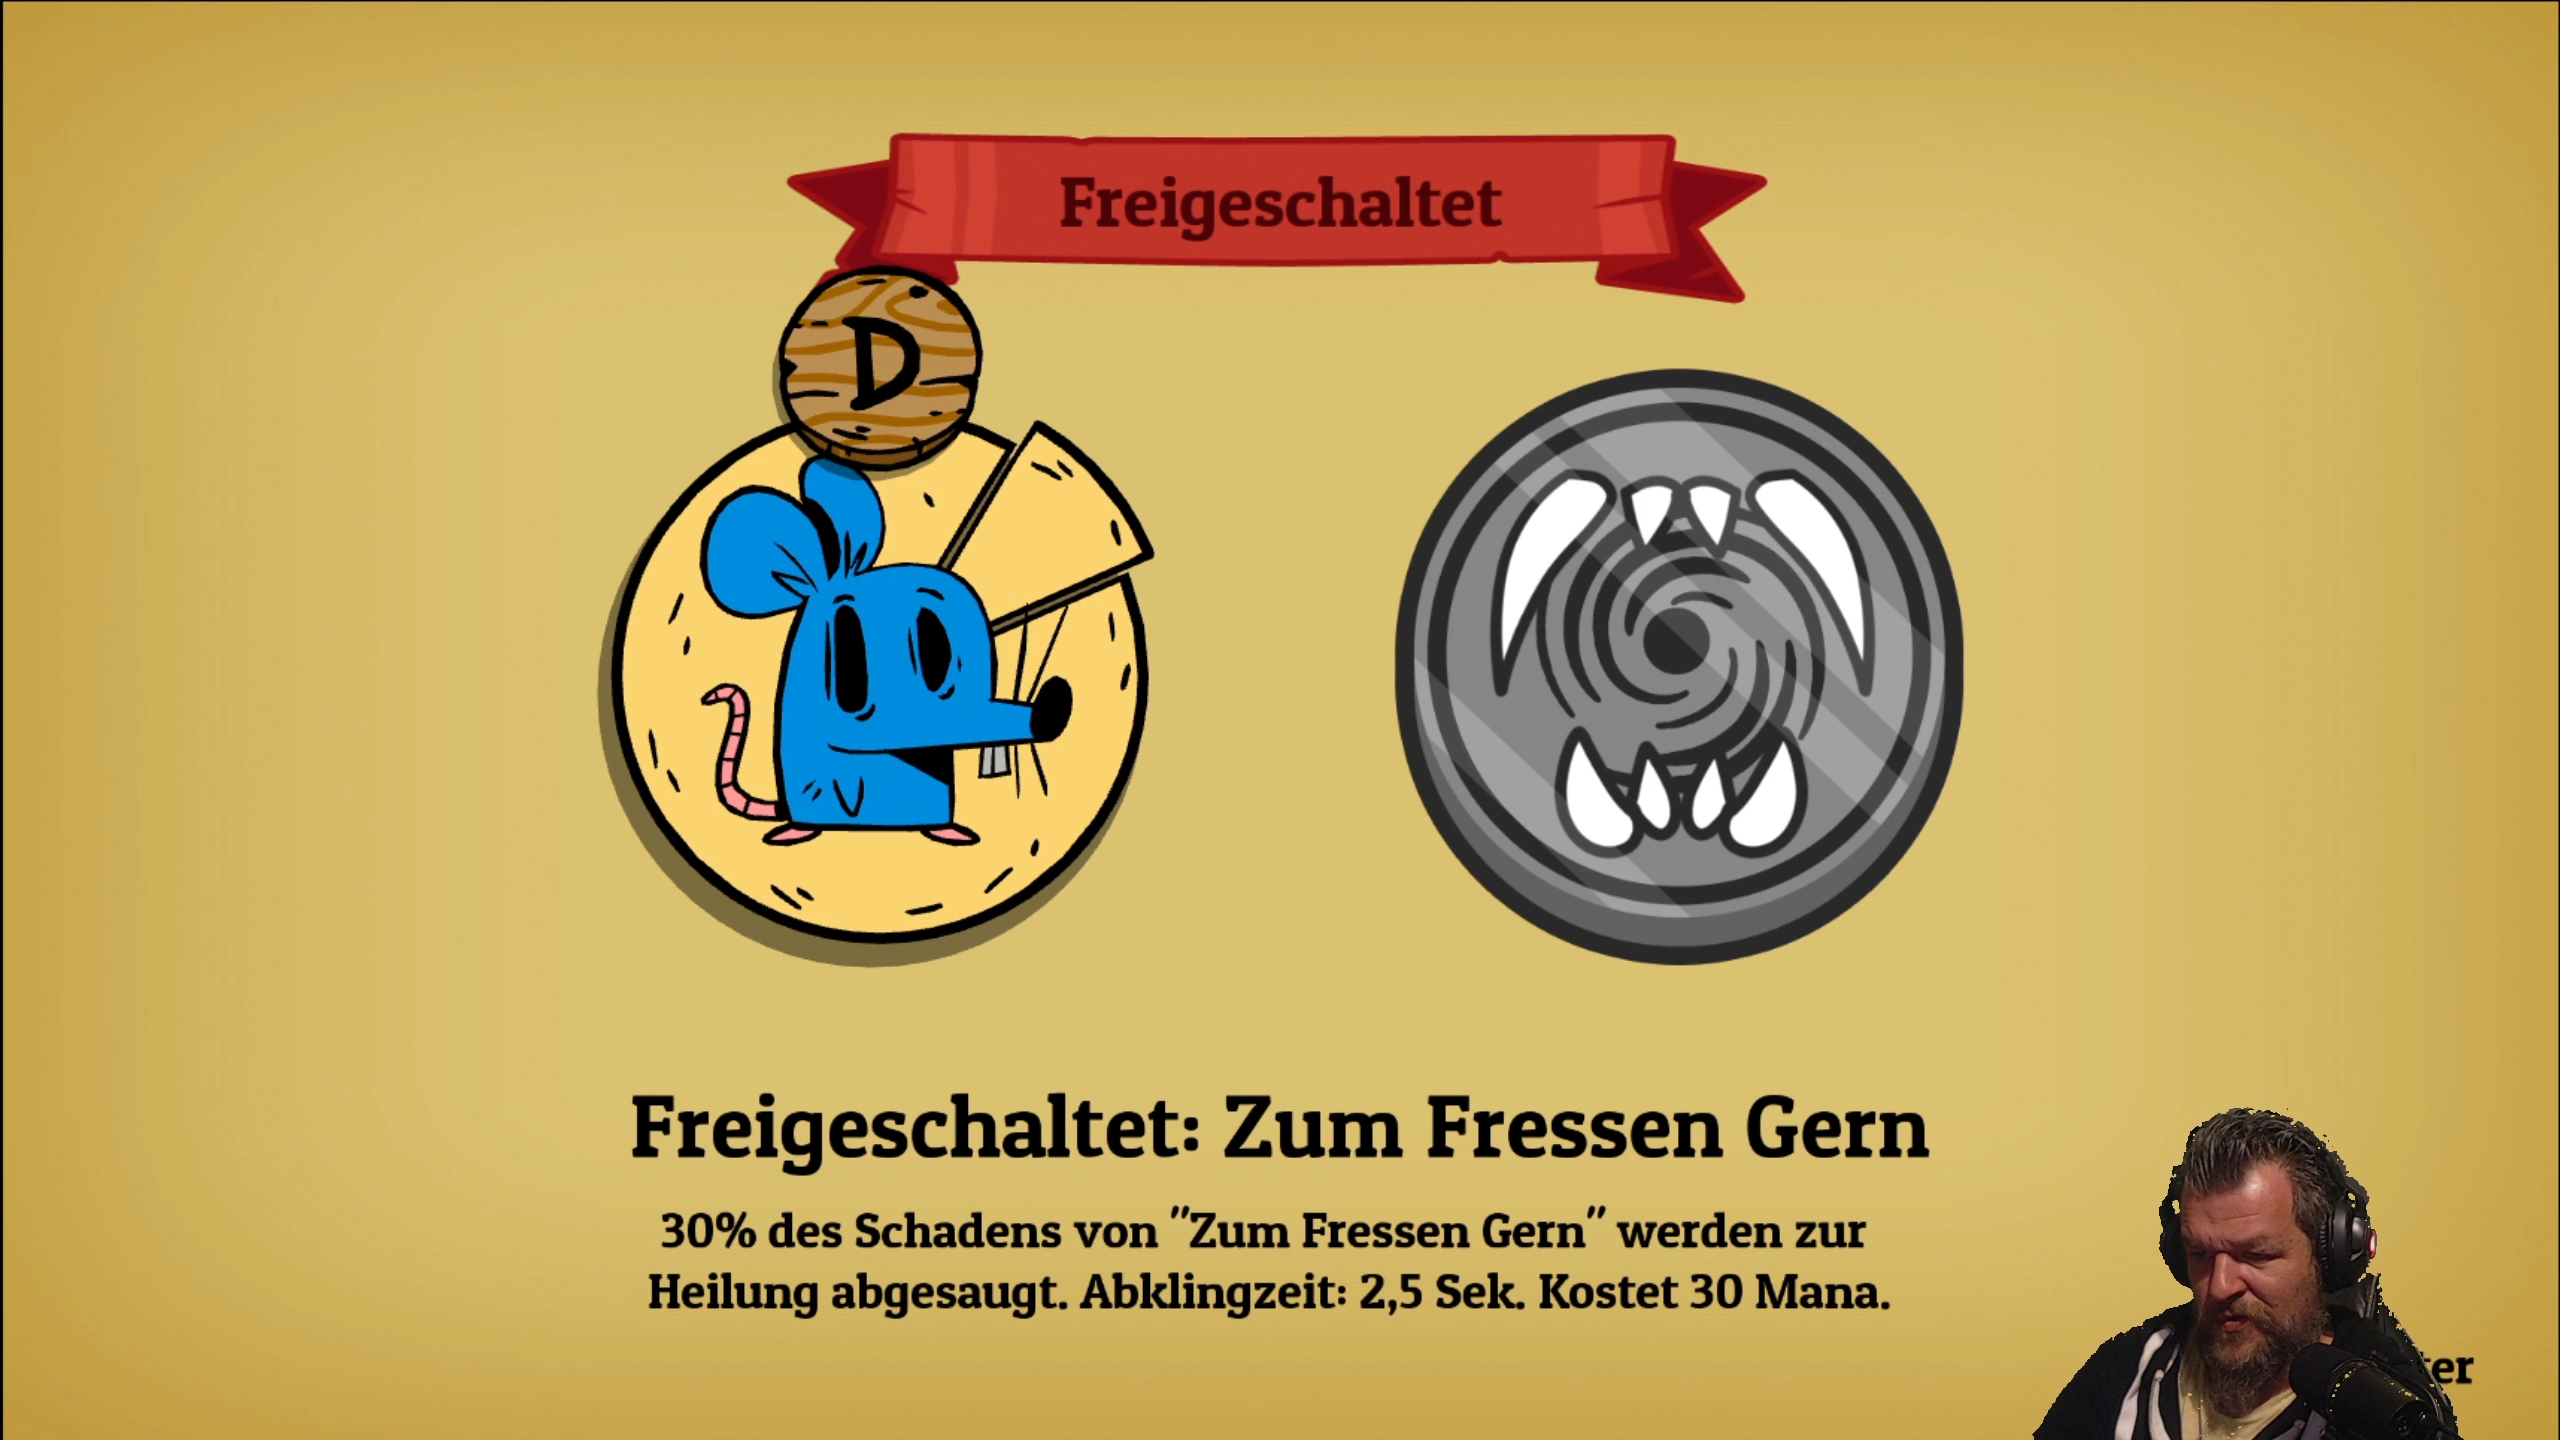 Freigeschaltet
D
Freigeschaltet: Zum Fressen Gern
30% des Schadens von "Zum Fressen Gern" werden zur
Heilung abgesaugt. Abklingzeit: 2,5 Sek. Kostet 30 Mana.